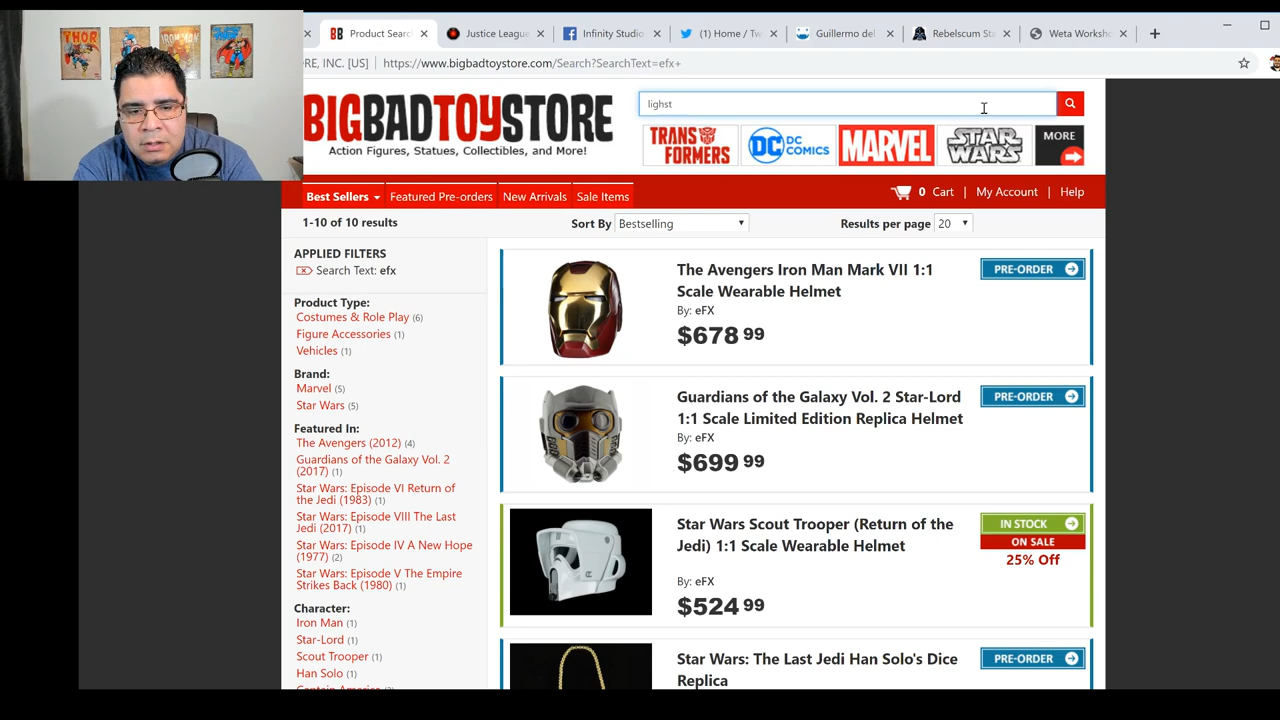 THOR
IRON MAN
Product Sear
Justice League
Infinity Studio
(1) Home / Tw
Guillermo del
Rebelscum Sta
Weta Worksho
ORE, INC. [US] | https://www.bigbadtoystore.com/Search?SearchText=efx+
BIGBADTOYSTORE
Action Figures, Statues, Collectibles, and More!
lighst
TRANSFORMERS
DC COMICS
MARVEL
STAR WARS
MORE
Best Sellers
Featured Pre-orders
New Arrivals
Sale Items
0 Cart | My Account | Help
1-10 of 10 results
Sort By Bestselling
Results per page 20
APPLIED FILTERS
Search Text: efx
Product Type:
Costumes & Role Play (6)
Figure Accessories (1)
Vehicles (1)
Brand:
Marvel (5)
Star Wars (5)
Featured In:
The Avengers (2012) (4)
Guardians of the Galaxy Vol. 2
(2017) (1)
Star Wars: Episode VI Return of
the Jedi (1983) (1)
Star Wars: Episode VIII The Last
Jedi (2017) (1)
Star Wars: Episode IV A New Hope
(1977) (2)
Star Wars: Episode V The Empire
Strikes Back (1980) (1)
Character:
Iron Man (1)
Star-Lord (1)
Scout Trooper (1)
Han Solo (1)
The Avengers Iron Man Mark VII 1:1
Scale Wearable Helmet
By: eFX
$678 99
PRE-ORDER
Guardians of the Galaxy Vol. 2 Star-Lord
1:1 Scale Limited Edition Replica Helmet
By: eFX
$699 99
PRE-ORDER
Star Wars Scout Trooper (Return of the
Jedi) 1:1 Scale Wearable Helmet
By: eFX
$524 99
IN STOCK
ON SALE
25% Off
Star Wars: The Last Jedi Han Solo's Dice
Replica
PRE-ORDER